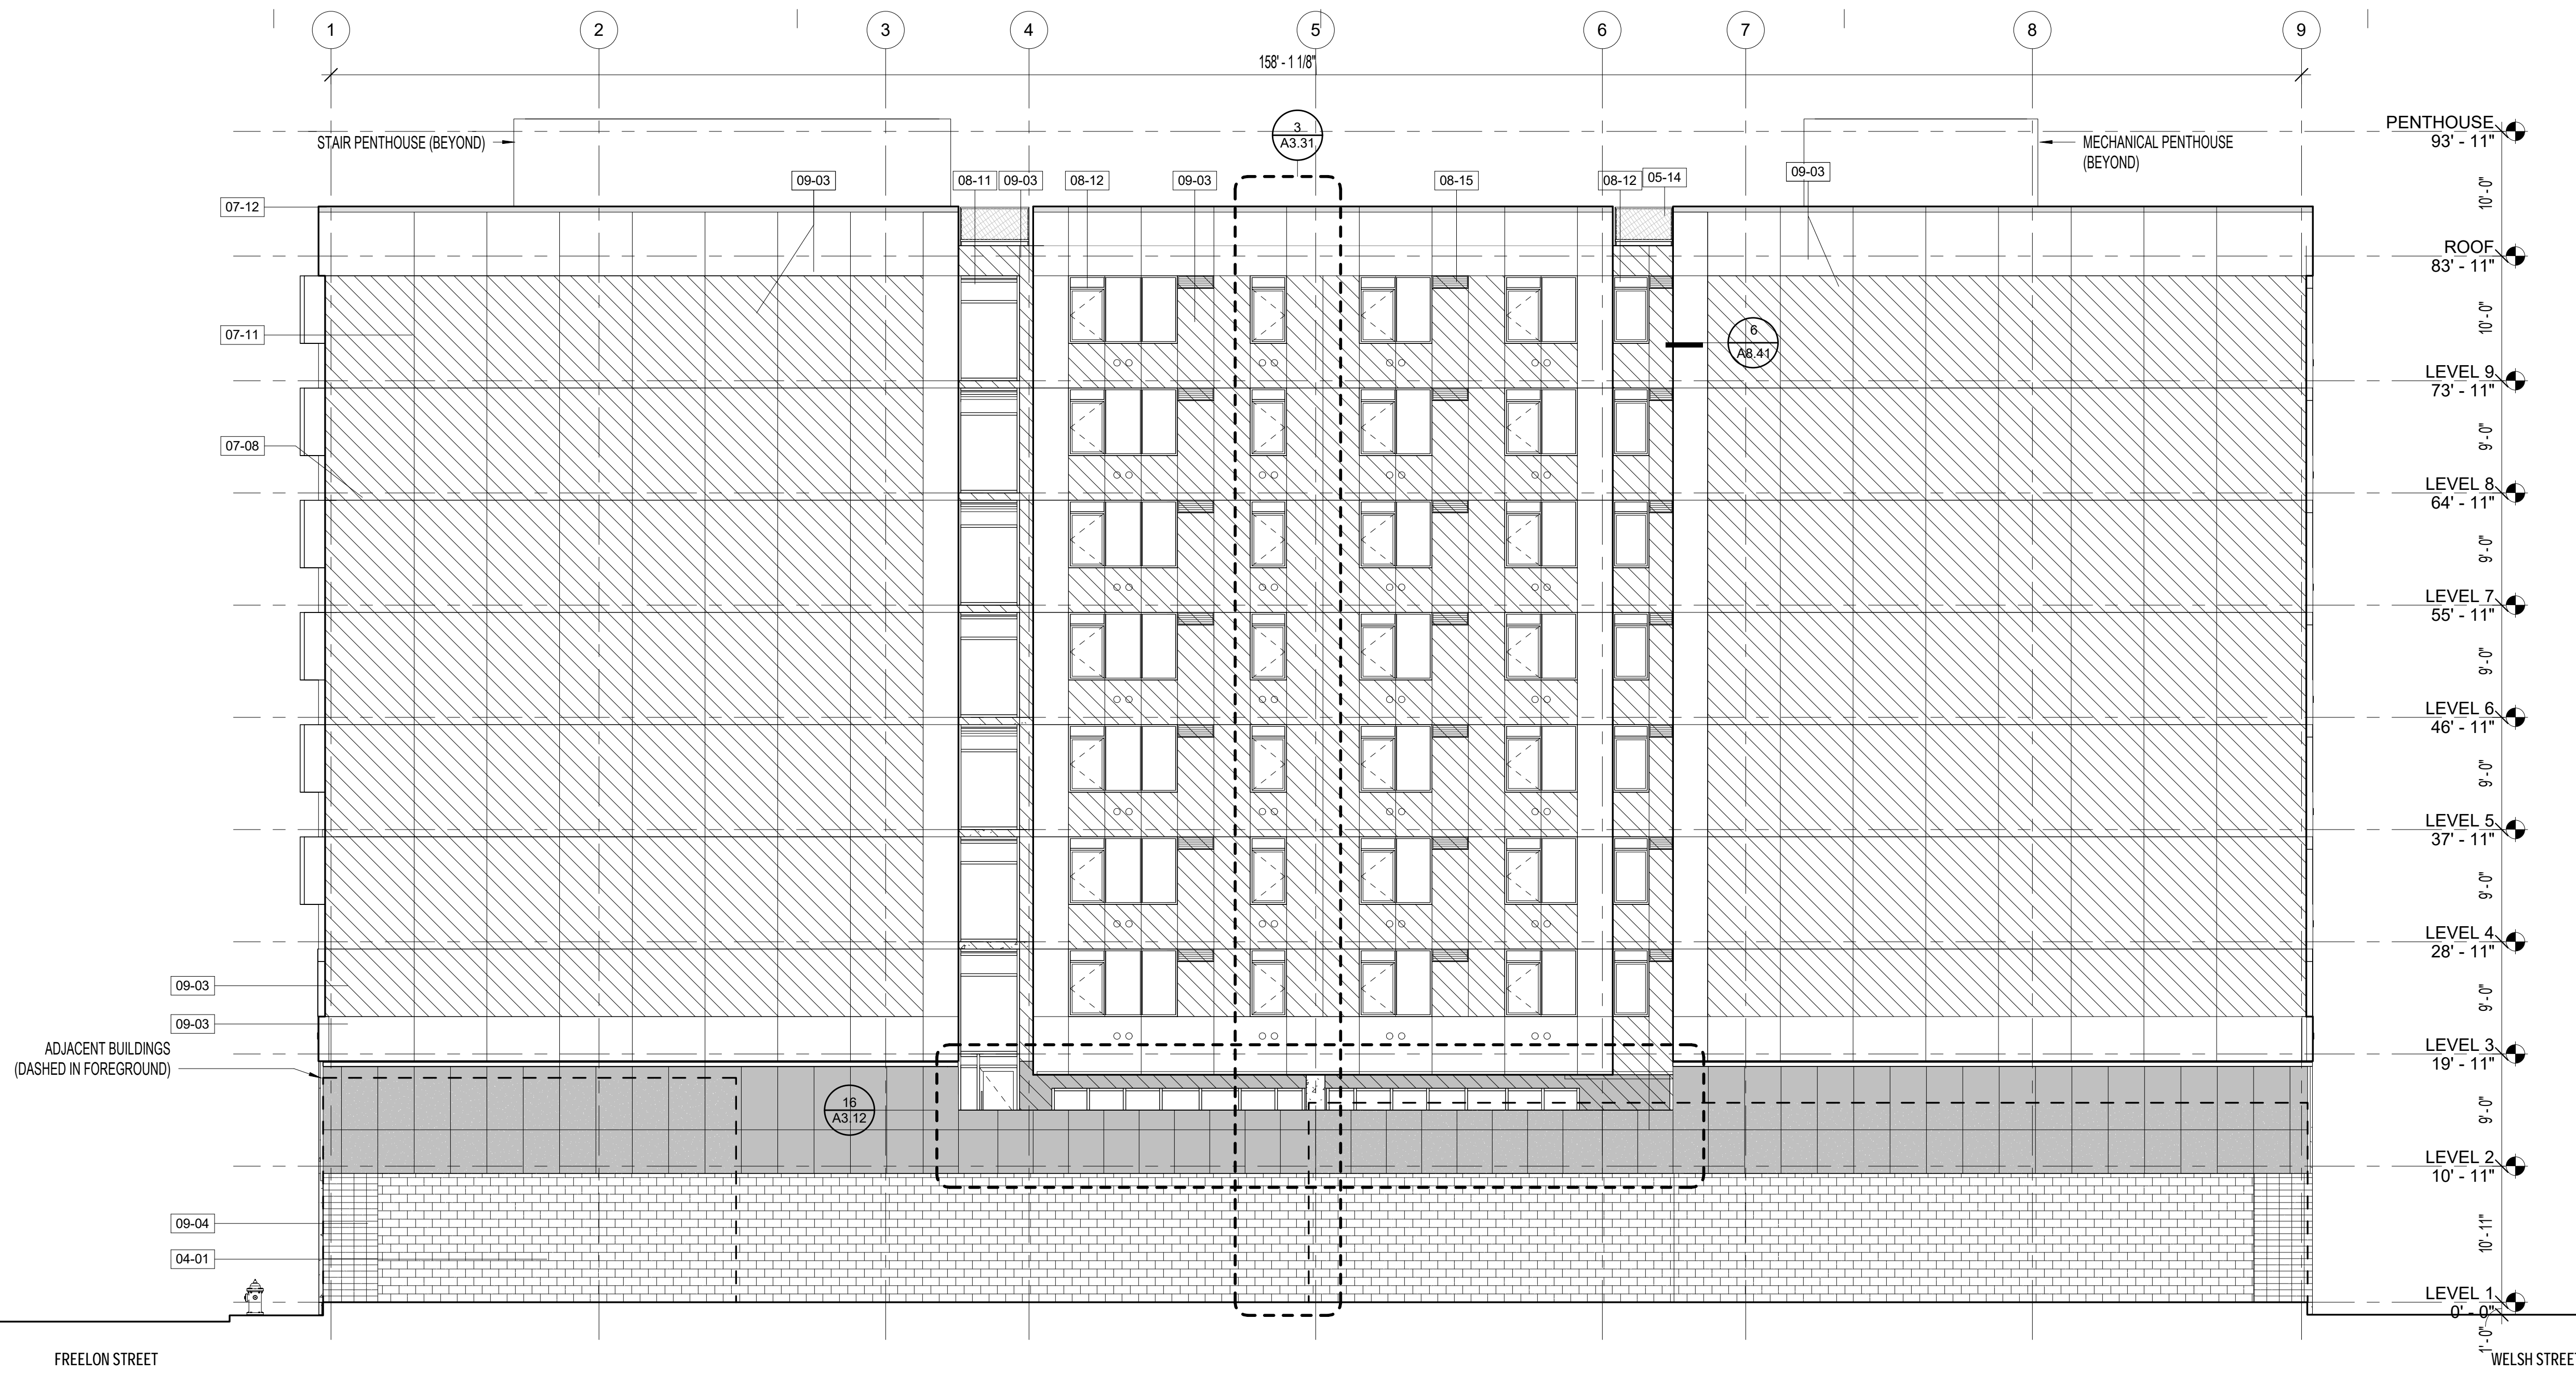 1
2
3
4
5
6
7
8
9
158' - 1 1/8"
STAIR PENTHOUSE (BEYOND)
3
A3.31
MECHANICAL PENTHOUSE
(BEYOND)
PENTHOUSE
93' - 11"
09-03
08-11
09-03
08-12
09-03
08-15
08-12
05-14
09-03
10'-0"
07-12
ROOF
83' - 11"
07-11
6
A8.41
10'-0"
LEVEL 9
73' - 11"
07-08
9'-0"
LEVEL 8
64' - 11"
9'-0"
LEVEL 7
55' - 11"
9'-0"
LEVEL 6
46' - 11"
9'-0"
LEVEL 5
37' - 11"
9'-0"
LEVEL 4
28' - 11"
09-03
9'-0"
09-03
ADJACENT BUILDINGS
(DASHED IN FOREGROUND)
LEVEL 3
19' - 11"
16
A3.12
9'-0"
LEVEL 2
10' - 11"
09-04
10'-11"
04-01
LEVEL 1
0' - 0"
1'-0"
FREELON STREET
WELSH STREET